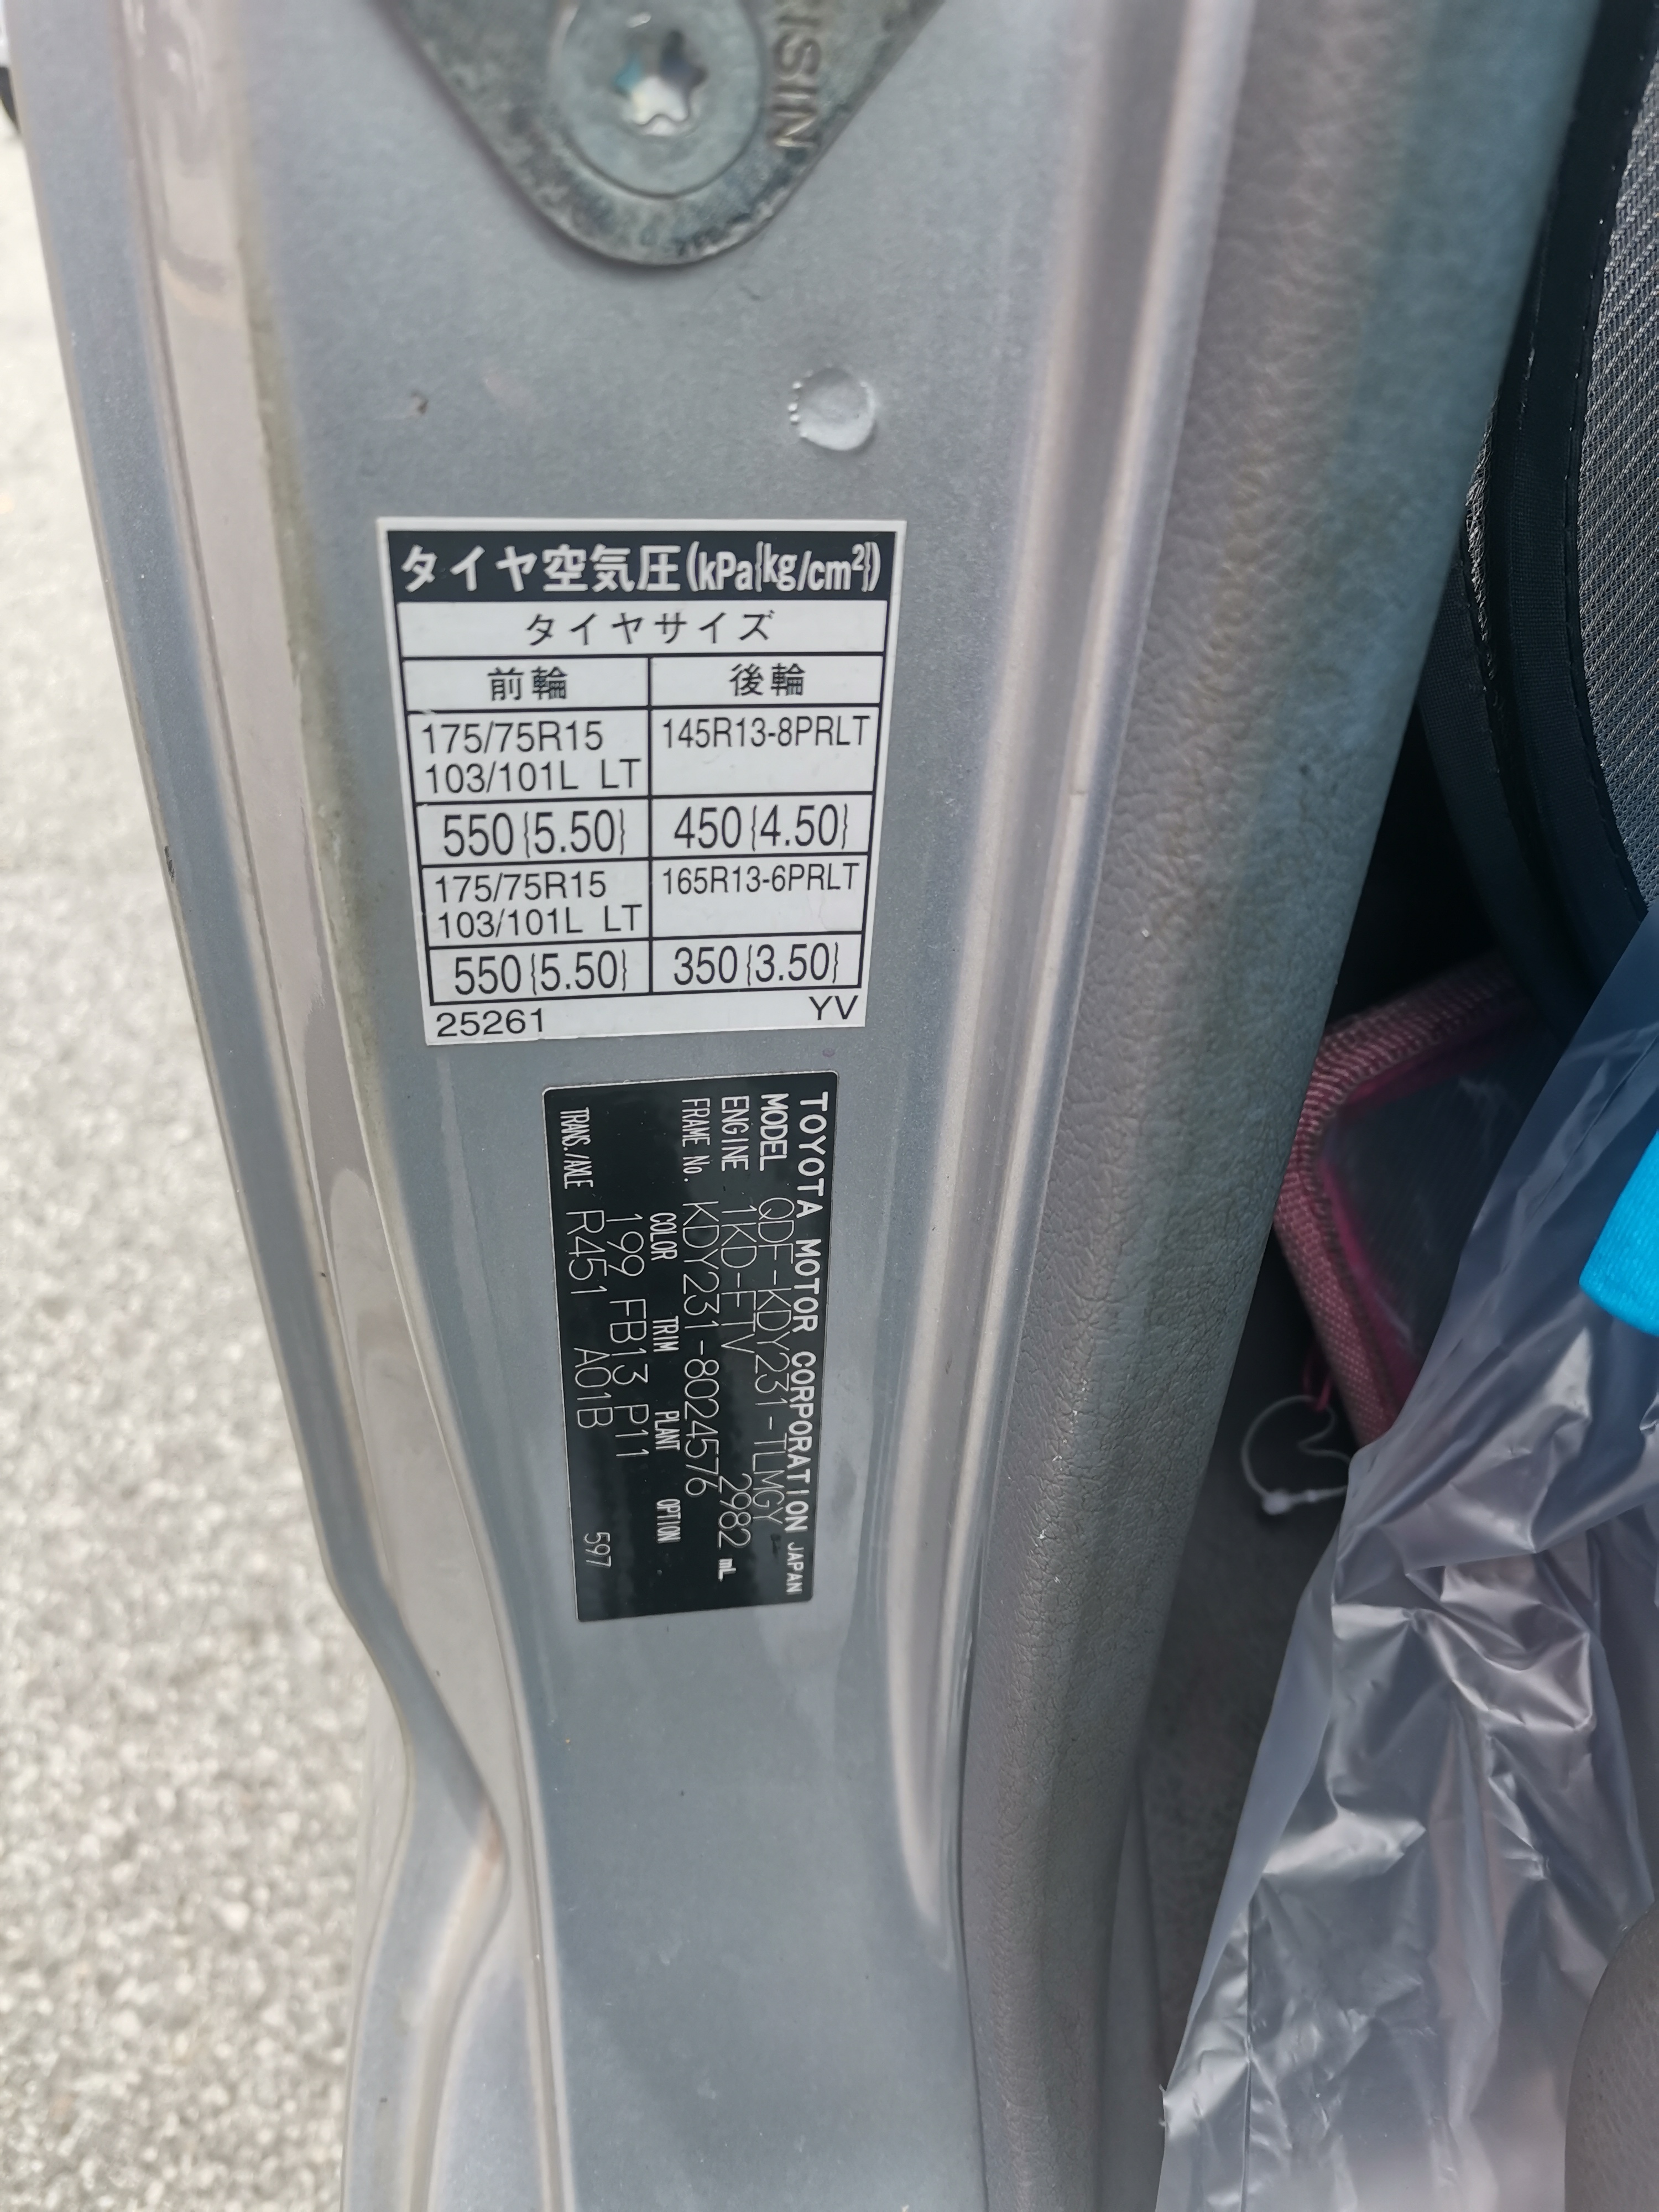 タイヤ空気圧(kPa{kg/cm²})
タイヤサイズ
前輪 後輪
175/75R15 103/101L LT 145R13-8PRLT
550{5.50} 450{4.50}
175/75R15 103/101L LT 165R13-6PRLT
550{5.50} 350{3.50}
25261 YV
TOYOTA MOTOR CORPORATION JAPAN
MODEL QDF-KDY231-TLMGY
ENGINE 1KD-FTV 2982 mL
FRAME No. KDY231-8024576
COLOR TRIM PLANT OPTION
199 FB13 P11
TRANS./AXLE R451 A01B 597